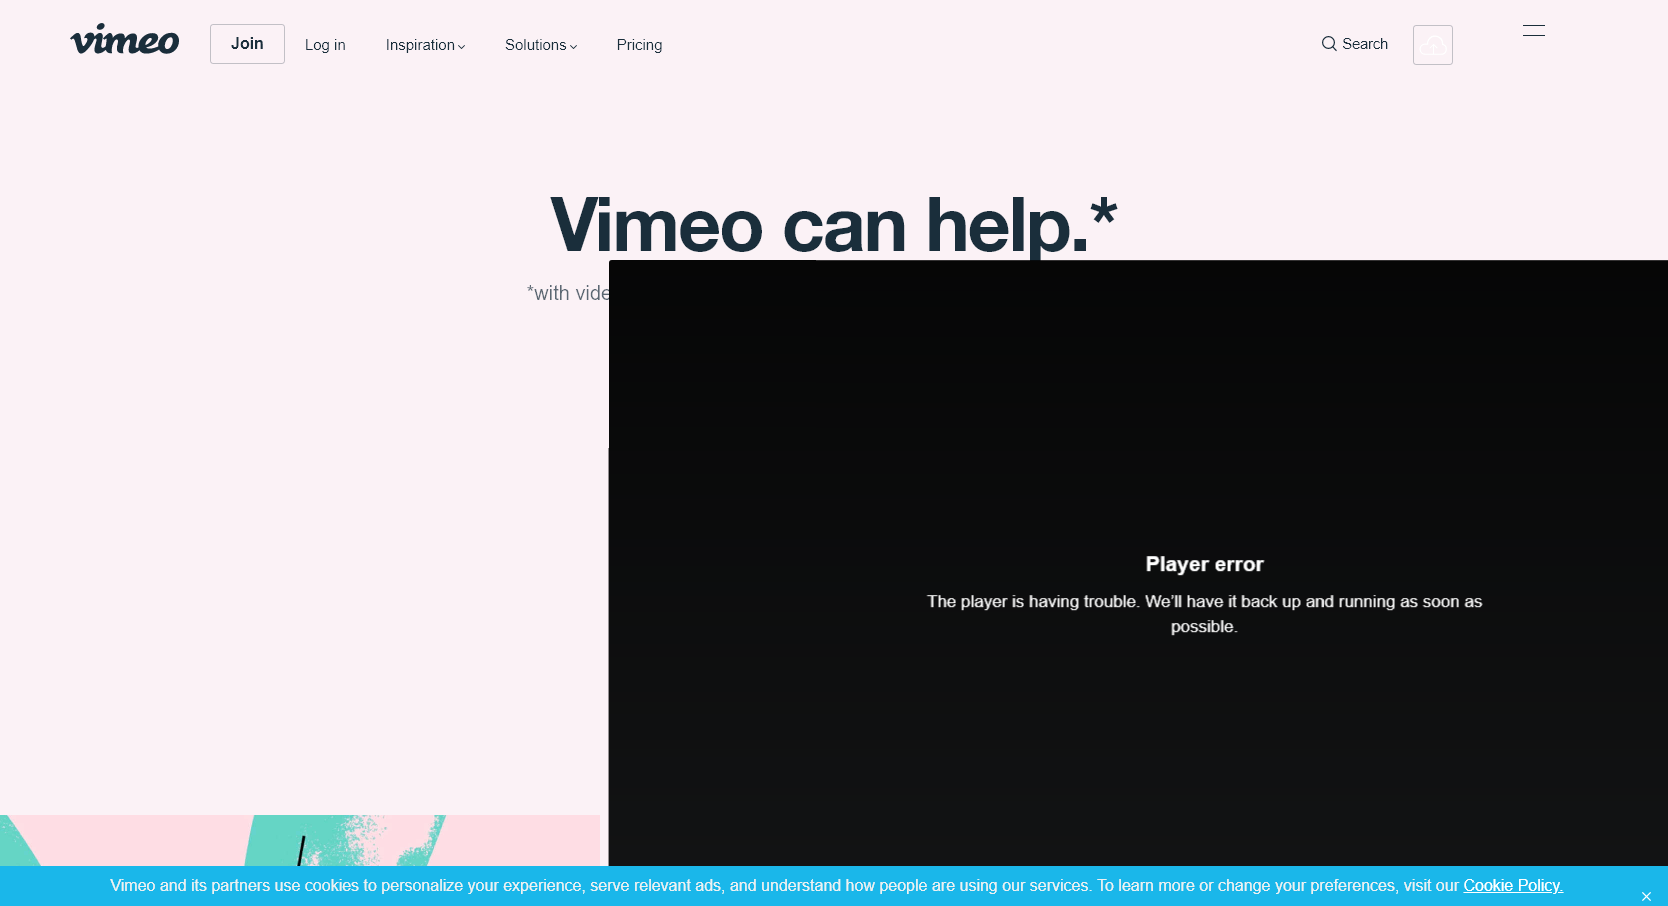 vimeo
Join
Log in
Inspiration
Solutions
Pricing
Search
Vimeo can help.*
*with vide
Player error
The player is having trouble. We'll have it back up and running as soon as
possible.
Vimeo and its partners use cookies to personalize your experience, serve relevant ads, and understand how people are using our services. To learn more or change your preferences, visit our Cookie Policy.